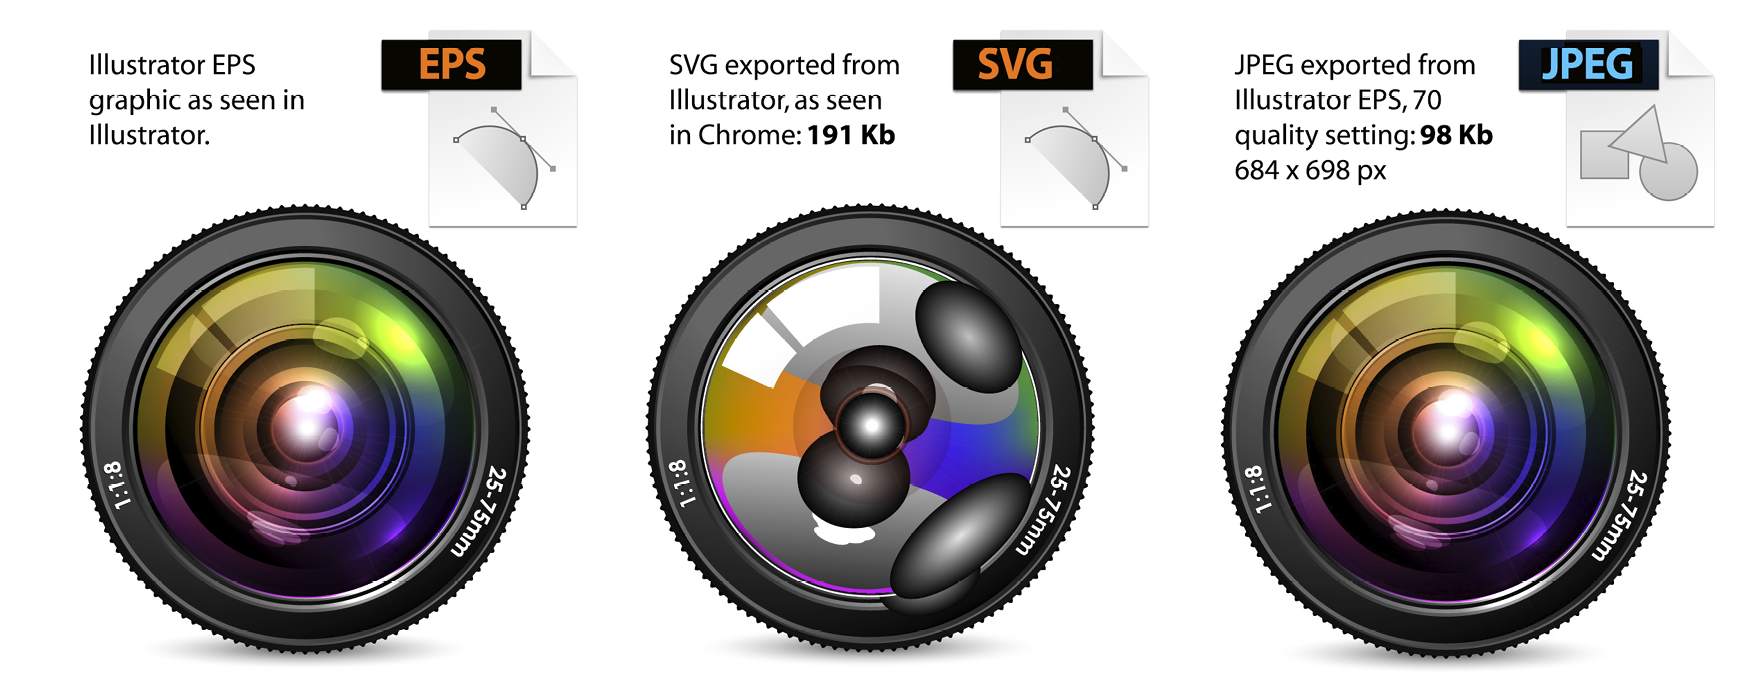 Illustrator EPS
graphic as seen in
Illustrator.
EPS
1:1:8
25-75mm
SVG exported from
Illustrator, as seen
in Chrome: 191 Kb
SVG
1:1:8
25-75mm
JPEG exported from
Illustrator EPS, 70
quality setting: 98 Kb
684 x 698 px
JPEG
1:1:8
25-75mm